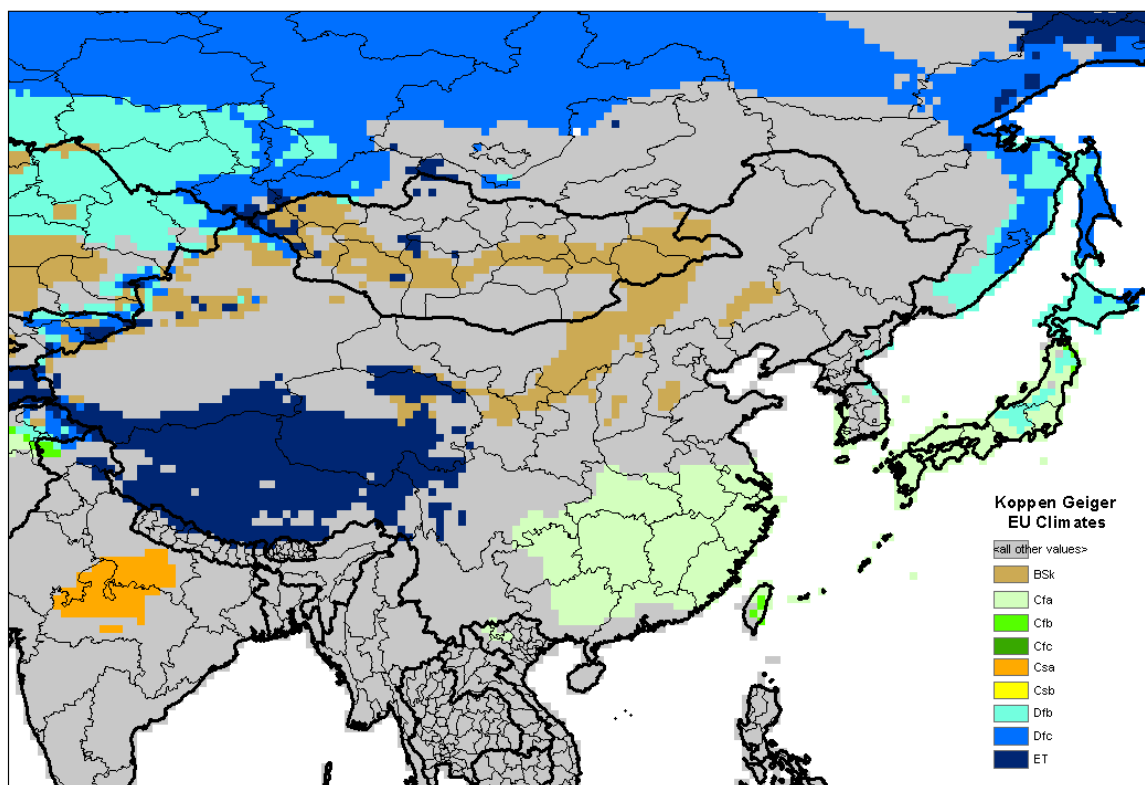 Koppen Geiger
EU Climates
<all other values>
BSk
Cfa
Cfb
Cfc
Csa
Csb
Dfb
Dfc
ET